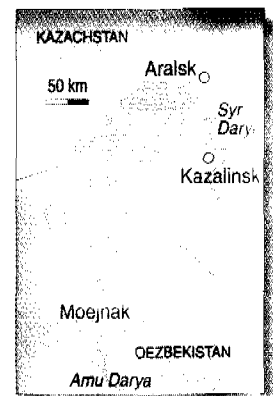 KAZACHSTAN
Aralsk
50 km
Syr
Dary
Kazalinsk
Moejnak
OEZBEKISTAN
Amu Darya